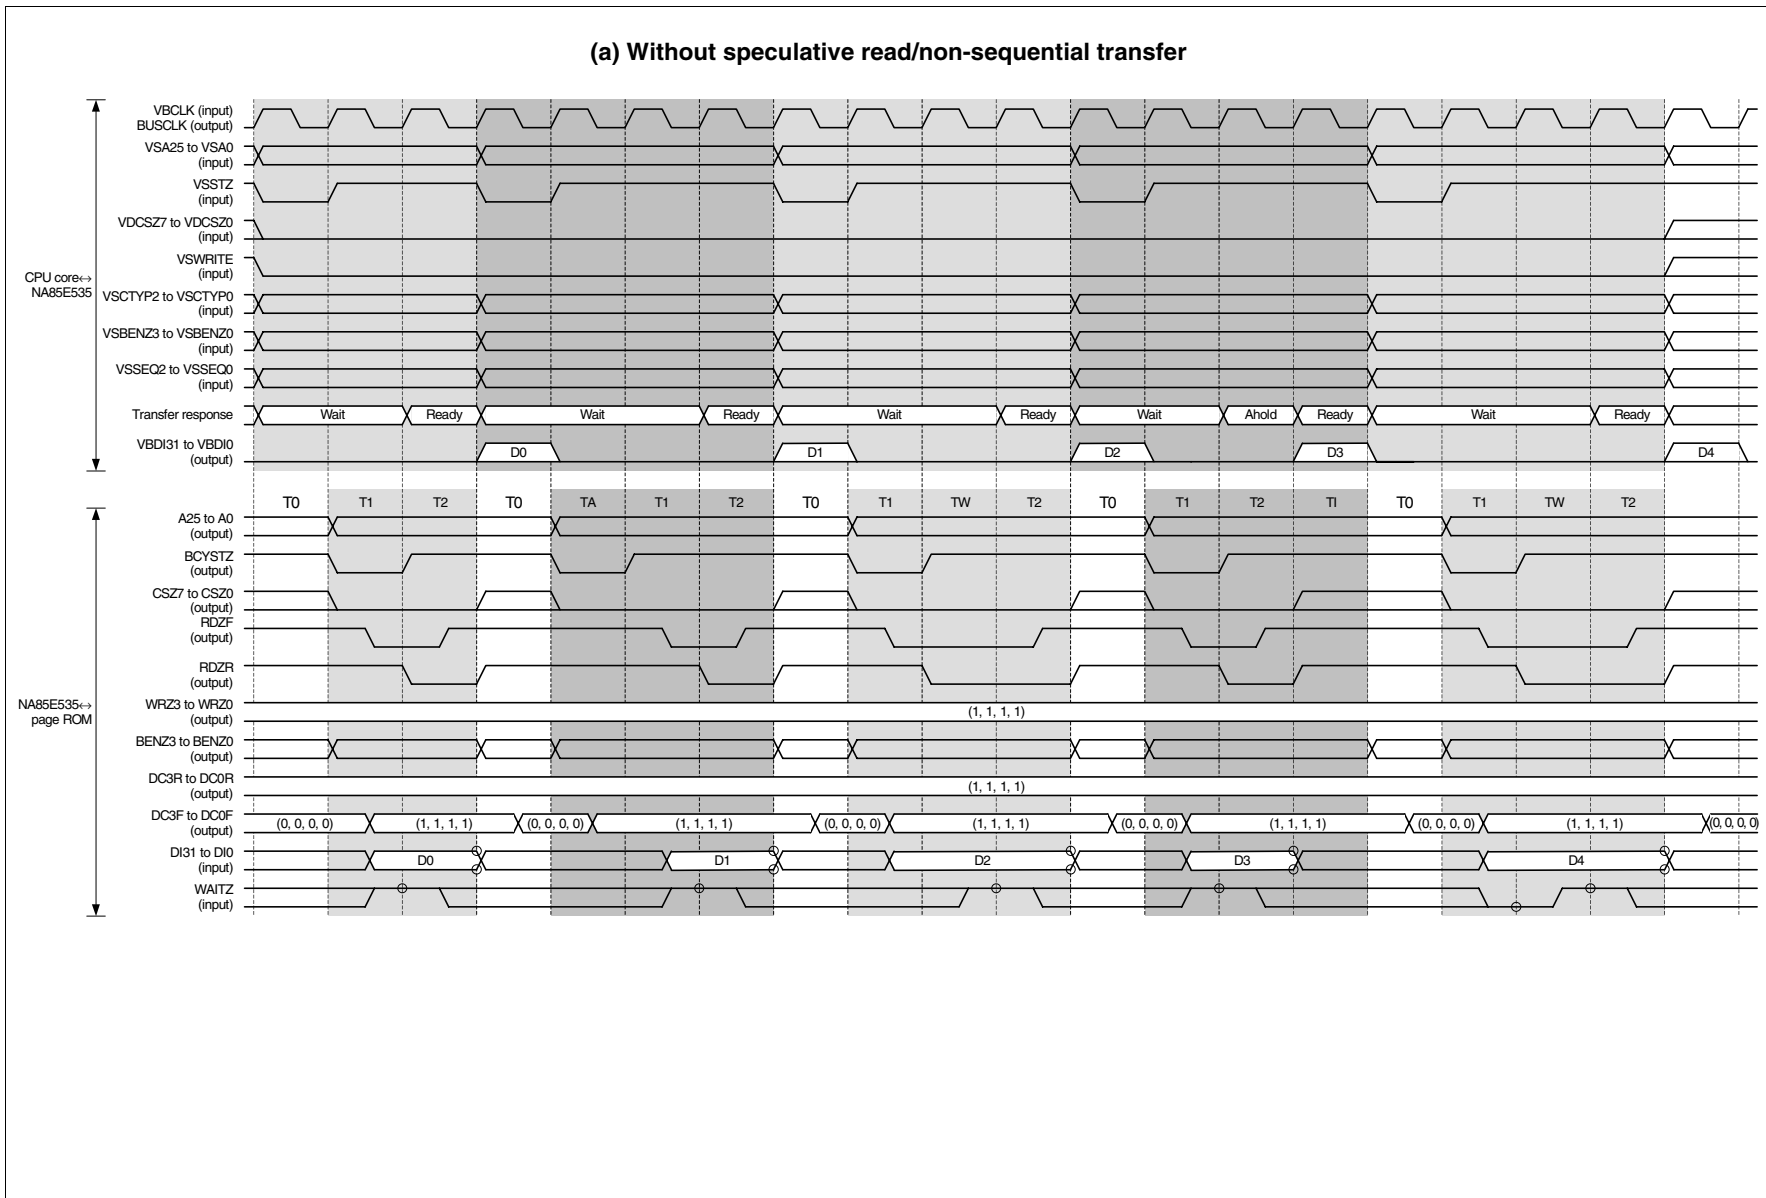 (a) Without speculative read/non-sequential transfer
VBCLK (input)
BUSCLK (output)
VSA25 to VSA0
(input)
VSSTZ
(input)
VDCSZ7 to VDCSZ0
(input)
VSWRITE
(input)
CPU core↔
NA85E535
VSCTYP2 to VSCTYP0
(input)
VSBENZ3 to VSBENZ0
(input)
VSSEQ2 to VSSEQ0
(input)
Transfer response Wait Ready Wait Ready Wait Ready Wait Ahold Ready Wait Ready
VBDI31 to VBDI0
(output) D0 D1 D2 D3 D4
T0 T1 T2 T0 TA T1 T2 T0 T1 TW T2 T0 T1 T2 TI T0 T1 TW T2
A25 to A0
(output)
BCYSTZ
(output)
CSZ7 to CSZ0
(output)
RDZF
(output)
RDZR
(output)
NA85E535↔
page ROM
WRZ3 to WRZ0
(output) (1, 1, 1, 1)
BENZ3 to BENZ0
(output)
DC3R to DC0R
(output) (1, 1, 1, 1)
DC3F to DC0F
(output) (0, 0, 0, 0) (1, 1, 1, 1) (0, 0, 0, 0) (1, 1, 1, 1) (0, 0, 0, 0) (1, 1, 1, 1) (0, 0, 0, 0) (1, 1, 1, 1) (0, 0, 0, 0) (1, 1, 1, 1) (0, 0, 0, 0)
DI31 to DI0
(input) D0 D1 D2 D3 D4
WAITZ
(input)